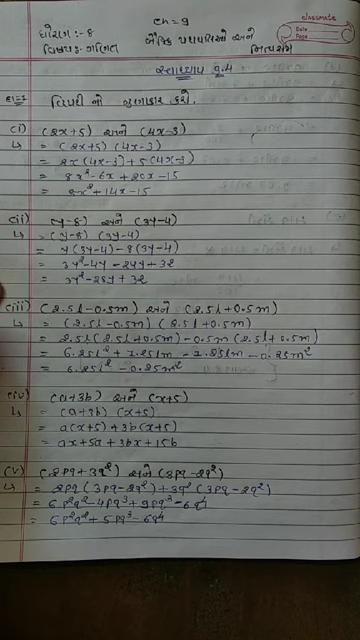 classmate
Date
Page
ch = 9
ધોરણ :- 8
બૈજિક પદાવલિઓ અને
વિષય :- ગણિત
નિત્યસમ
સ્વાધ્યાય 9.4
દા=1 દ્વિપદી નો ગુણાકાર કરો.
(i) (2x+5) અને (4x-3)
↳ = (2x+5) (4x-3)
= 2x(4x-3)+5(4x-3)
= 8x²-6x+20x-15
= 8x²+14x-15
(ii) (y-8) અને (3y-4)
↳ = (y-8) (3y-4)
= y(3y-4)-8(3y-4)
= 3y²-4y-24y+32
= 3y²-28y+32
(iii) (2.5l-0.5m) અને (2.5l+0.5m)
↳ = (2.5l-0.5m) (2.5l+0.5m)
= 2.5l(2.5l+0.5m)-0.5m(2.5l+0.5m)
= 6.25l²+1.25lm-1.25lm-0.25m²
= 6.25l²-0.25m²
(iv) (a+3b) અને (x+5)
↳ = (a+3b) (x+5)
= a(x+5)+3b(x+5)
= ax+5a+3bx+15b
(v) (2pq+3q²) અને (3pq-2q²)
↳ = 2pq(3pq-2q²)+3q²(3pq-2q²)
= 6p²q²-4pq³+9pq³-6q⁴
= 6p²q²+5pq³-6q⁴